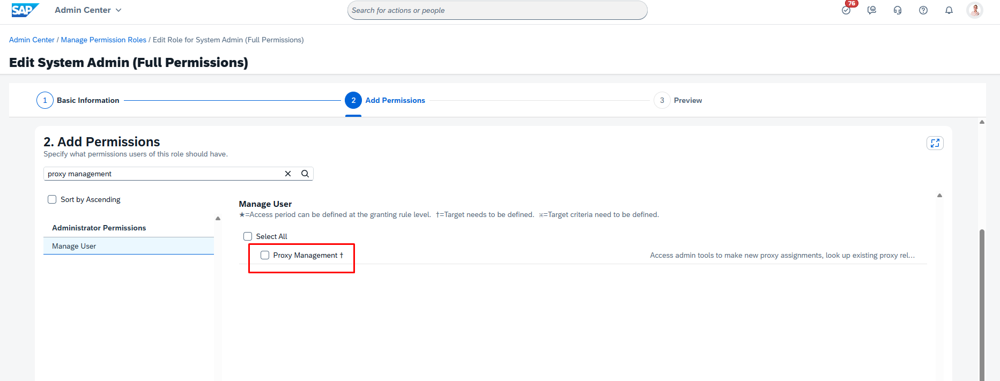 SAP Admin Center Search for actions or people 76
Admin Center / Manage Permission Roles / Edit Role for System Admin (Full Permissions)
Edit System Admin (Full Permissions)
1 Basic Information 2 Add Permissions 3 Preview
2. Add Permissions
Specify what permissions users of this role should have.
proxy management
Sort by Ascending
Administrator Permissions
Manage User
Manage User
★=Access period can be defined at the granting rule level. †=Target needs to be defined. ⌘=Target criteria need to be defined.
Select All
Proxy Management † Access admin tools to make new proxy assignments, look up existing proxy rel...